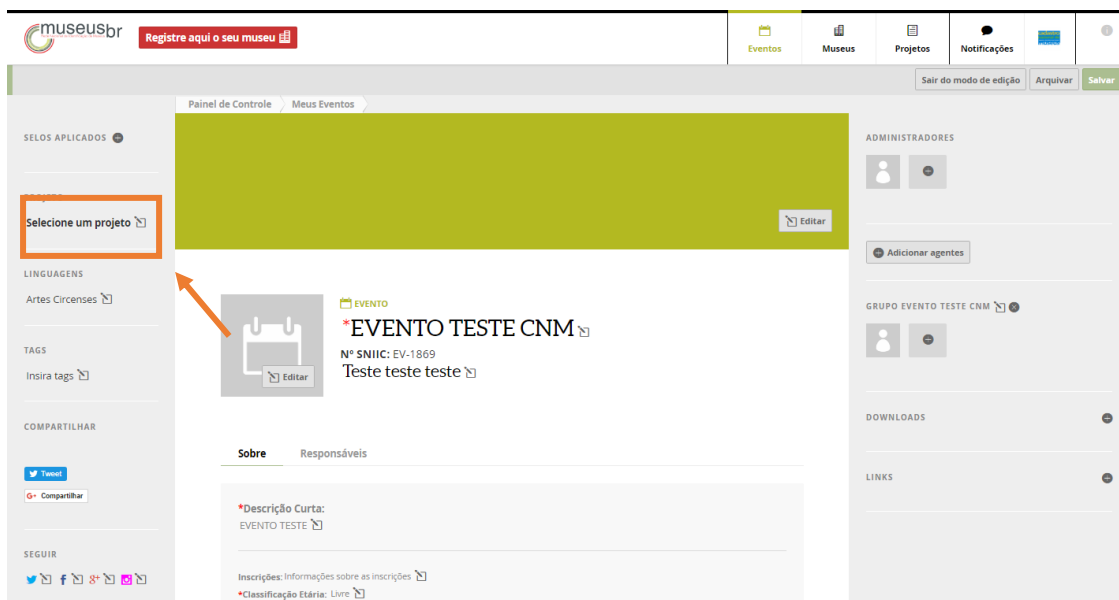 museusbr
Registre aqui o seu museu
Eventos
Museus
Projetos
Notificações
Sair do modo de edição
Arquivar
Salvar
Painel de Controle
Meus Eventos
SELOS APLICADOS
PROJETO
Selecione um projeto
LINGUAGENS
Artes Circenses
TAGS
Insira tags
COMPARTILHAR
Tweet
G+ Compartilhar
SEGUIR
Editar
Editar
EVENTO
*EVENTO TESTE CNM
Nº SNIIC: EV-1869
Teste teste teste
Sobre
Responsáveis
*Descrição Curta:
EVENTO TESTE
Inscrições: Informações sobre as inscrições
*Classificação Etária: Livre
ADMINISTRADORES
Adicionar agentes
GRUPO EVENTO TESTE CNM
DOWNLOADS
LINKS